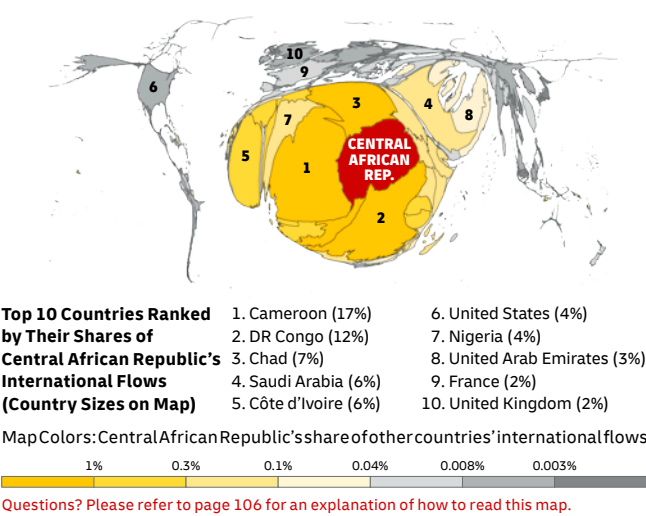 10
9
6
3
4
7
8
CENTRAL
AFRICAN
REP.
5
1
2
Top 10 Countries Ranked
by Their Shares of
Central African Republic's
International Flows
(Country Sizes on Map)
1. Cameroon (17%)
2. DR Congo (12%)
3. Chad (7%)
4. Saudi Arabia (6%)
5. Côte d'Ivoire (6%)
6. United States (4%)
7. Nigeria (4%)
8. United Arab Emirates (3%)
9. France (2%)
10. United Kingdom (2%)
Map Colors: Central African Republic's share of other countries' international flows
1% 0.3% 0.1% 0.04% 0.008% 0.003%
Questions? Please refer to page 106 for an explanation of how to read this map.